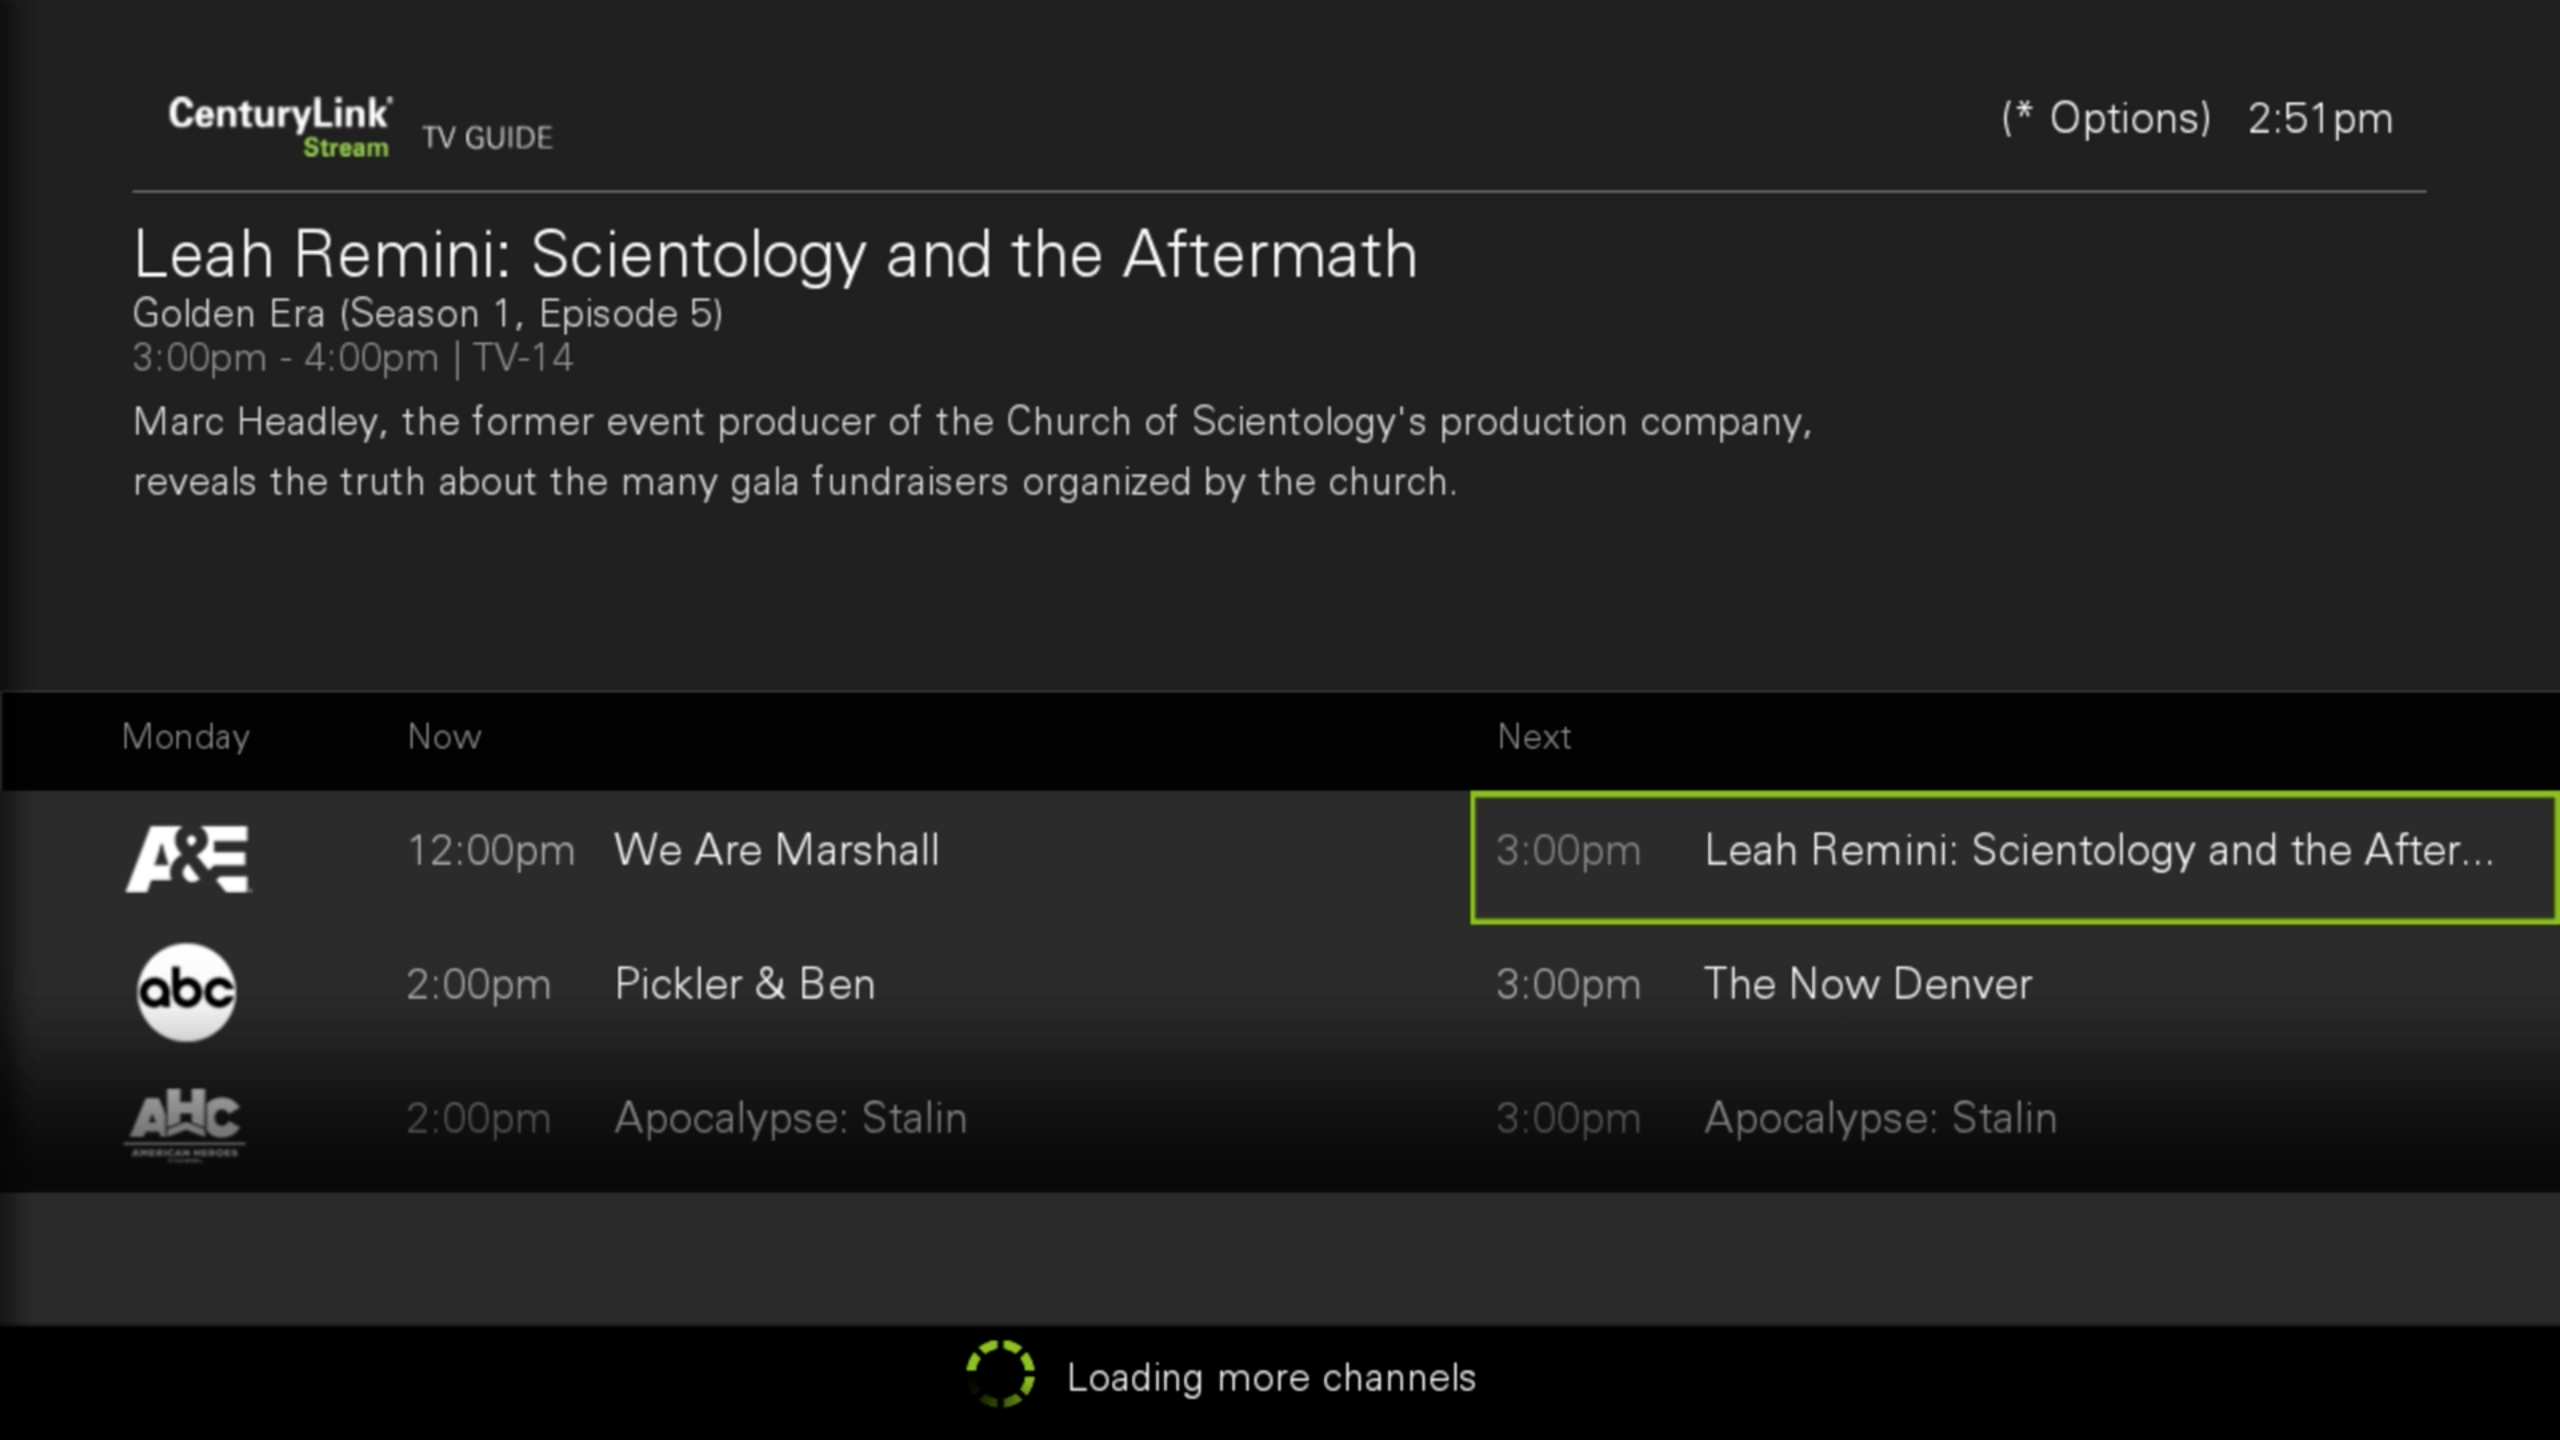 CenturyLink
Stream
TV GUIDE
(* Options) 2:51pm
Leah Remini: Scientology and the Aftermath
Golden Era (Season 1, Episode 5)
3:00pm - 4:00pm | TV-14
Marc Headley, the former event producer of the Church of Scientology's production company,
reveals the truth about the many gala fundraisers organized by the church.
Monday Now Next
A&E 12:00pm We Are Marshall 3:00pm Leah Remini: Scientology and the After...
abc 2:00pm Pickler & Ben 3:00pm The Now Denver
AHC 2:00pm Apocalypse: Stalin 3:00pm Apocalypse: Stalin
AMERICAN HEROES
Loading more channels